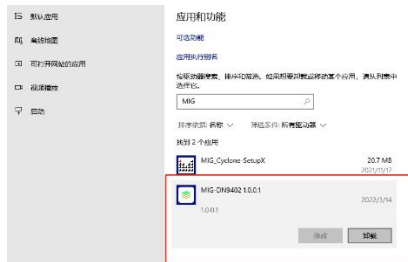 默认应用
离线地图
可打开网站的应用
视频播放
启动
应用和功能
可选功能
应用执行别名
按驱动器搜索、排序和筛选。如果想要卸载或移动某个应用，请从列表中选择它。
MIG
排序依据: 名称
筛选条件: 所有驱动器
找到 2 个应用
MIG_Cyclone-SetupX
20.7 MB
2021/11/17
MIG-DN9402 1.0.0.1
2022/3/14
1.0.0.1
修改
卸载